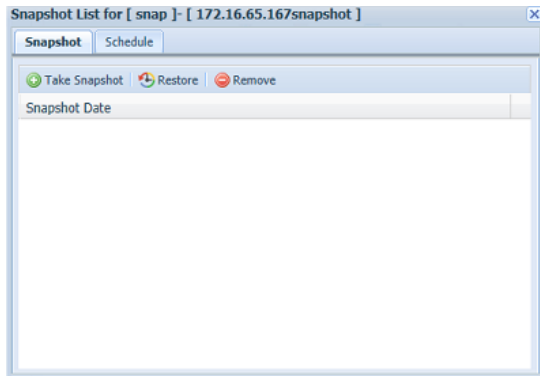 Snapshot List for [ snap ]- [ 172.16.65.167snapshot ]
Snapshot Schedule
Take Snapshot Restore Remove
Snapshot Date